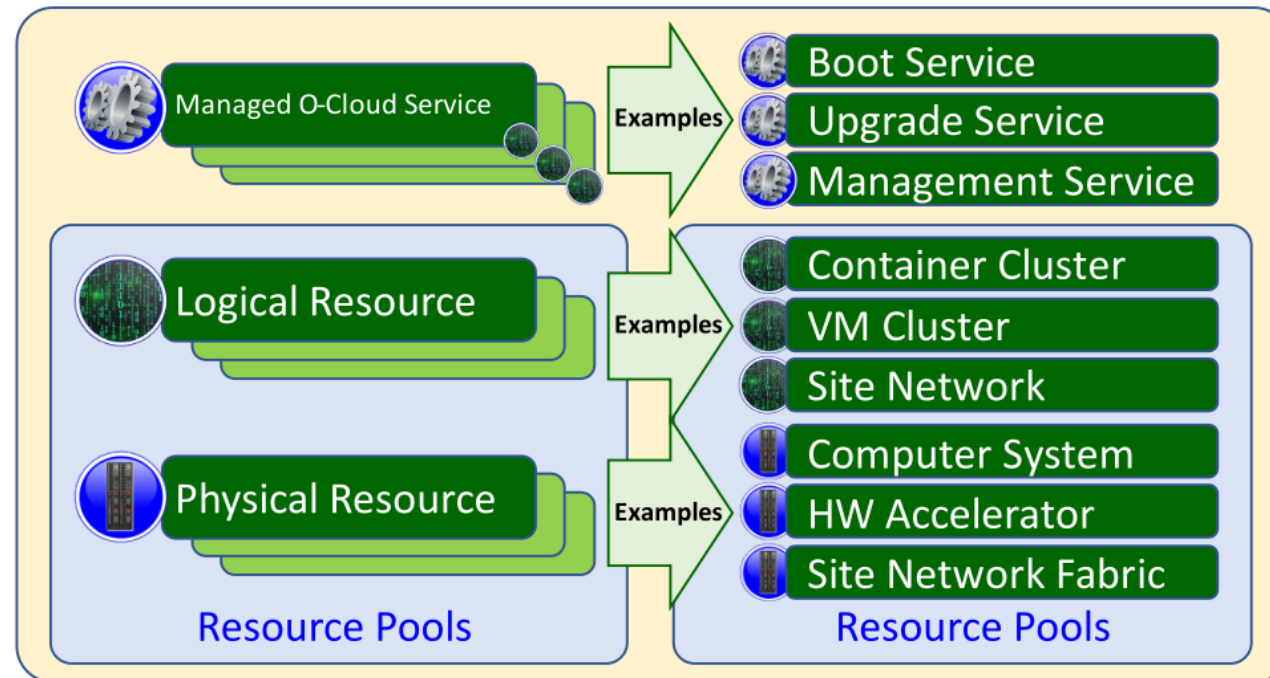 Managed O-Cloud Service
Examples
Boot Service
Upgrade Service
Management Service
Logical Resource
Examples
Container Cluster
VM Cluster
Site Network
Physical Resource
Examples
Computer System
HW Accelerator
Site Network Fabric
Resource Pools
Resource Pools